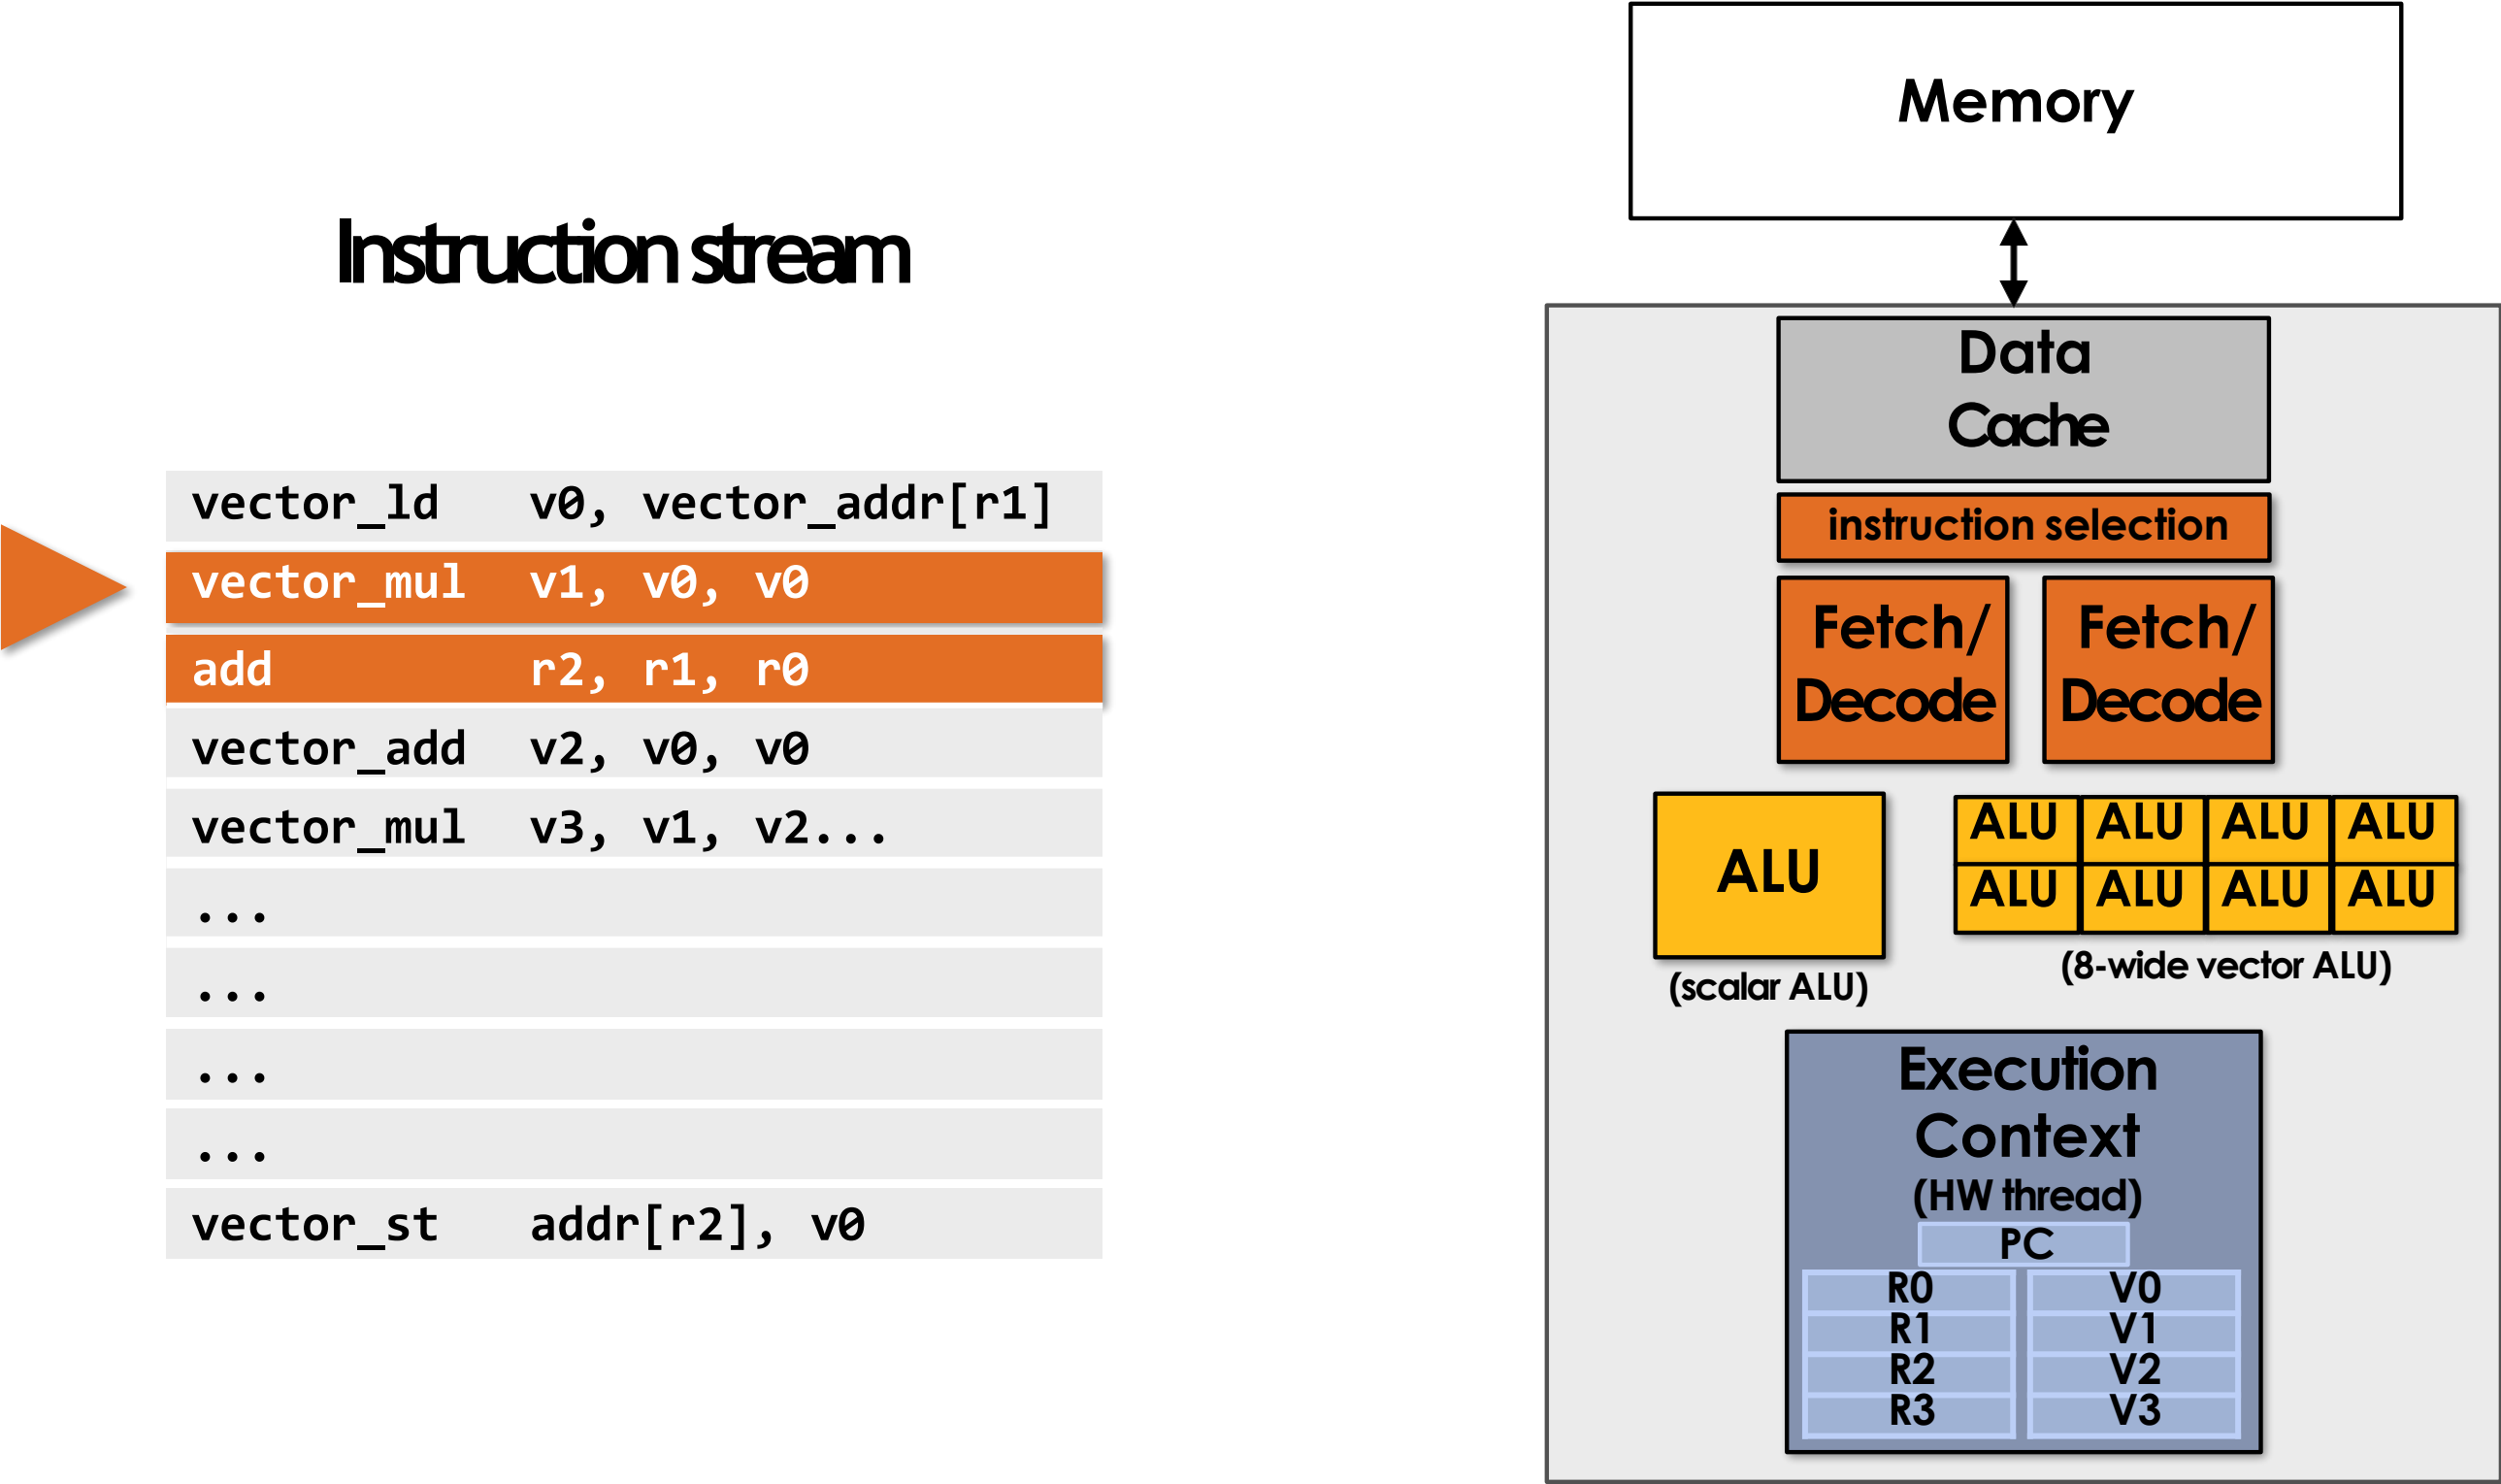 Instruction stream
vector_ld   v0, vector_addr[r1]
vector_mul  v1, v0, v0
add         r2, r1, r0
vector_add  v2, v0, v0
vector_mul  v3, v1, v2...
...
...
...
...
vector_st   addr[r2], v0
Memory
Data
Cache
instruction selection
Fetch/
Decode
Fetch/
Decode
ALU
(scalar ALU)
ALU ALU ALU ALU
ALU ALU ALU ALU
(8-wide vector ALU)
Execution
Context
(HW thread)
PC
R0 V0
R1 V1
R2 V2
R3 V3